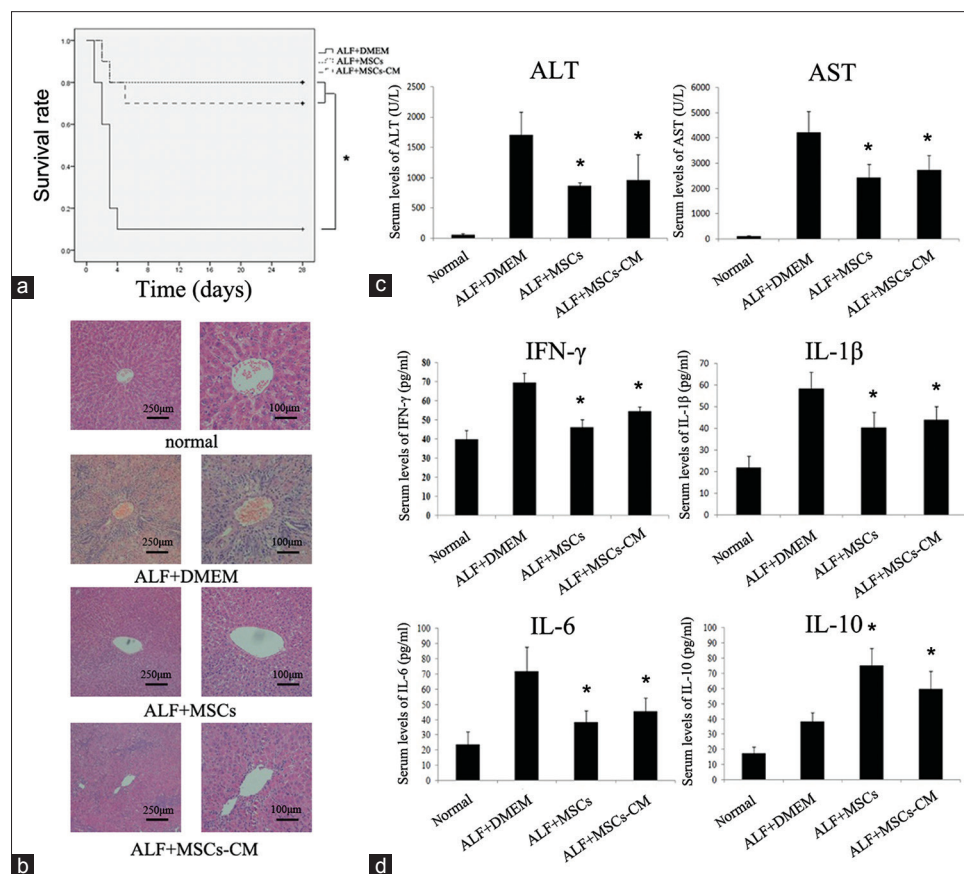 1.0
0.8
0.6
0.4
0.2
0.0
0
4
8
12
16
20
24
28
Survival rate
Time (days)
ALF+DMEM
ALF+MSCs
ALF+MSCs-CM
*
a
250µm
100µm
normal
250µm
100µm
ALF+DMEM
250µm
100µm
ALF+MSCs
250µm
100µm
ALF+MSCs-CM
b
ALT
Serum levels of ALT (U/L)
2500
2000
1500
1000
500
0
*
*
Normal
ALF+DMEM
ALF+MSCs
ALF+MSCs-CM
AST
Serum levels of AST (U/L)
6000
5000
4000
3000
2000
1000
0
*
*
Normal
ALF+DMEM
ALF+MSCs
ALF+MSCs-CM
c
IFN-γ
Serum levels of IFN-γ (pg/ml)
80
70
60
50
40
30
20
10
0
*
*
Normal
ALF+DMEM
ALF+MSCs
ALF+MSCs-CM
IL-1β
Serum levels of IL-1β (pg/ml)
70
60
50
40
30
20
10
0
*
*
Normal
ALF+DMEM
ALF+MSCs
ALF+MSCs-CM
IL-6
Serum levels of IL-6 (pg/ml)
100
90
80
70
60
50
40
30
20
10
0
*
*
Normal
ALF+DMEM
ALF+MSCs
ALF+MSCs-CM
IL-10
Serum levels of IL-10 (pg/ml)
100
90
80
70
60
50
40
30
20
10
0
*
*
Normal
ALF+DMEM
ALF+MSCs
ALF+MSCs-CM
d